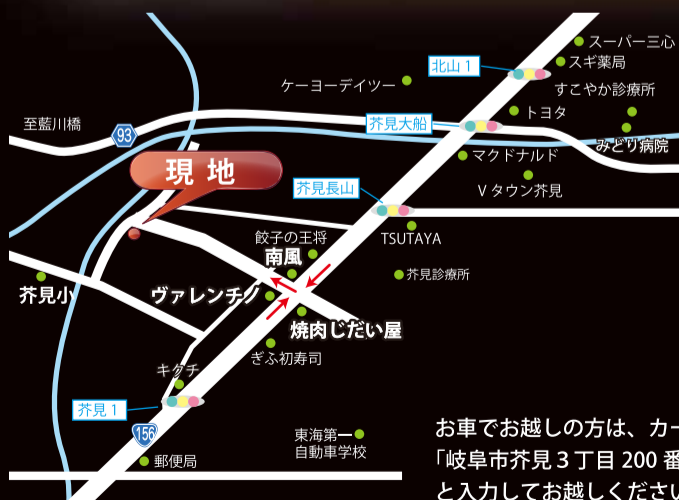 スーパー三心
北山1
スギ薬局
ケーヨーデイツー
すこやか診療所
トヨタ
至藍川橋
93
芥見大船
みどり病院
マクドナルド
現 地
Vタウン芥見
芥見長山
餃子の王将
TSUTAYA
南風
芥見診療所
芥見小
ヴァレンチノ
焼肉じだい屋
ぎふ初寿司
キクチ
芥見1
156
東海第一
自動車学校
郵便局
お車でお越しの方は、カー
「岐阜市芥見3丁目200番
と入力してお越しください